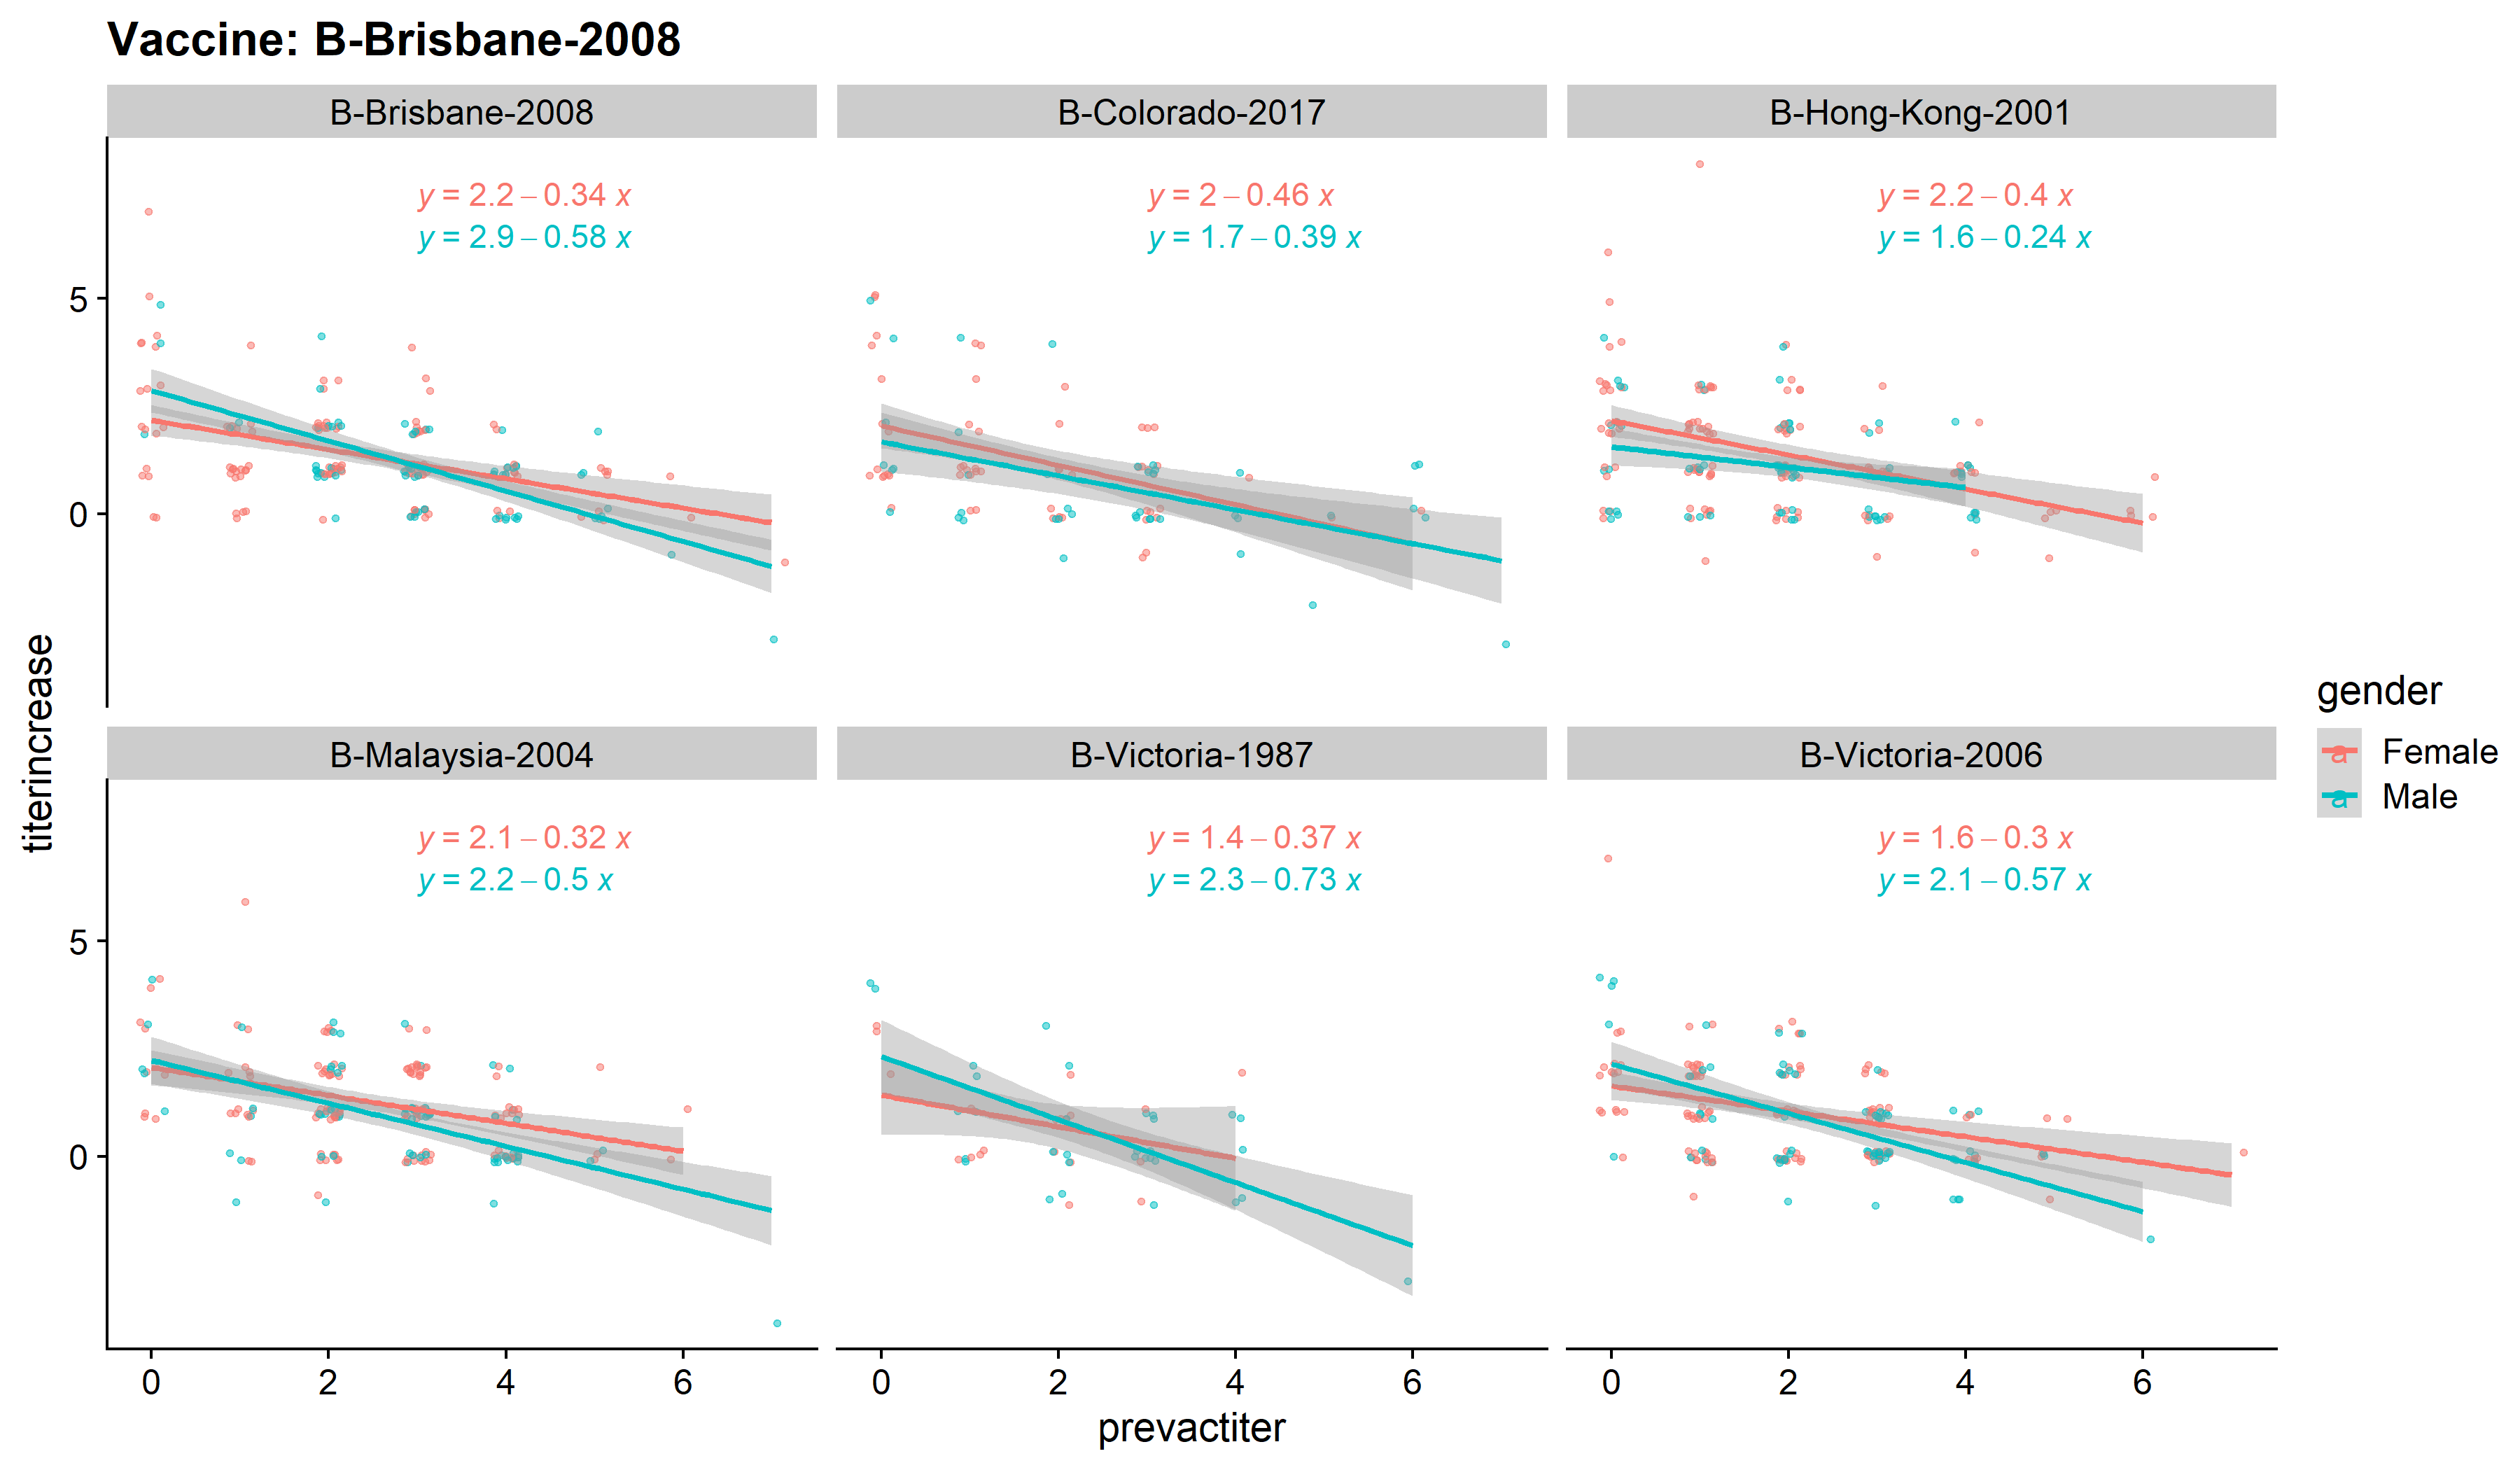 Vaccine: B-Brisbane-2008
B-Brisbane-2008
B-Colorado-2017
B-Hong-Kong-2001
y = 2.2 – 0.34 x
y = 2.9 – 0.58 x
y = 2 – 0.46 x
y = 1.7 – 0.39 x
y = 2.2 – 0.4 x
y = 1.6 – 0.24 x
5
0
titerincrease
B-Malaysia-2004
B-Victoria-1987
B-Victoria-2006
y = 2.1 – 0.32 x
y = 2.2 – 0.5 x
y = 1.4 – 0.37 x
y = 2.3 – 0.73 x
y = 1.6 – 0.3 x
y = 2.1 – 0.57 x
5
0
0 2 4 6
0 2 4 6
0 2 4 6
prevactiter
gender
a Female
a Male